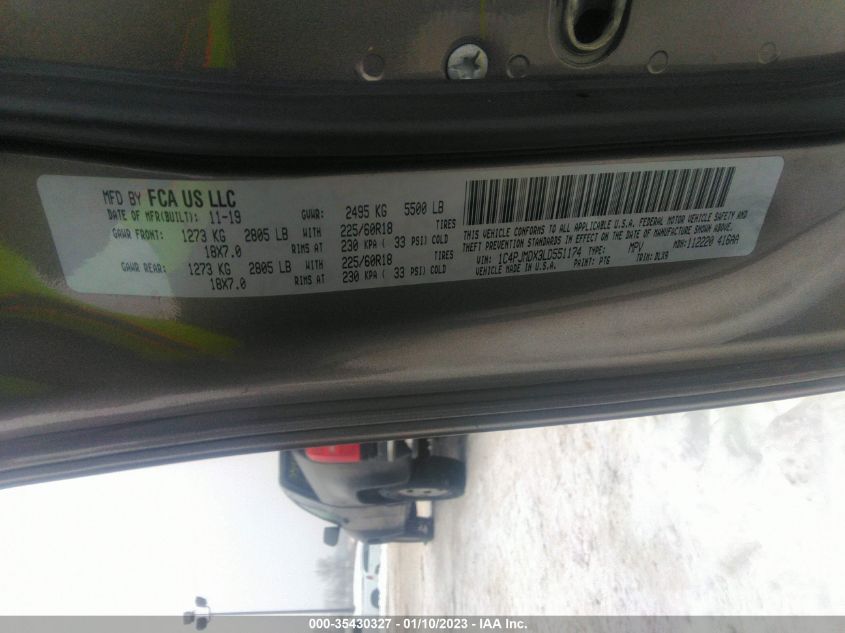 MFD BY FCA US LLC
DATE OF MFR(BUILT): 11-19 GVWR: 2495 KG 5500 LB
GAWR FRONT: 1273 KG 2805 LB WITH 225/60R18 TIRES
18X7.0 RIMS AT 230 KPA ( 33 PSI) COLD
GAWR REAR: 1273 KG 2805 LB WITH 225/60R18 TIRES
18X7.0 RIMS AT 230 KPA ( 33 PSI) COLD
THIS VEHICLE CONFORMS TO ALL APPLICABLE U.S.A. FEDERAL MOTOR VEHICLE SAFETY AND
THEFT PREVENTION STANDARDS IN EFFECT ON THE DATE OF MANUFACTURE SHOWN ABOVE.
VIN: 1C4PJMDX3LD551174 TYPE: MPV MDH: 112220 416AA
VEHICLE MADE IN U.S.A. PAINT: PTG TRIM: DLX9
000-35430327 - 01/10/2023 - IAA Inc.